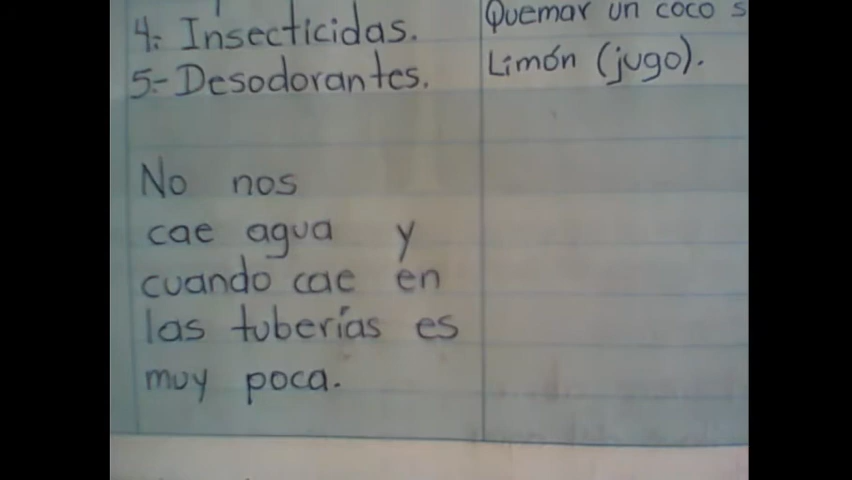 4.- Insecticidas.
5.- Desodorantes.
No nos
cae agua y
cuando cae en
las tuberías es
muy poca.
Quemar un coco s
Limón (jugo).